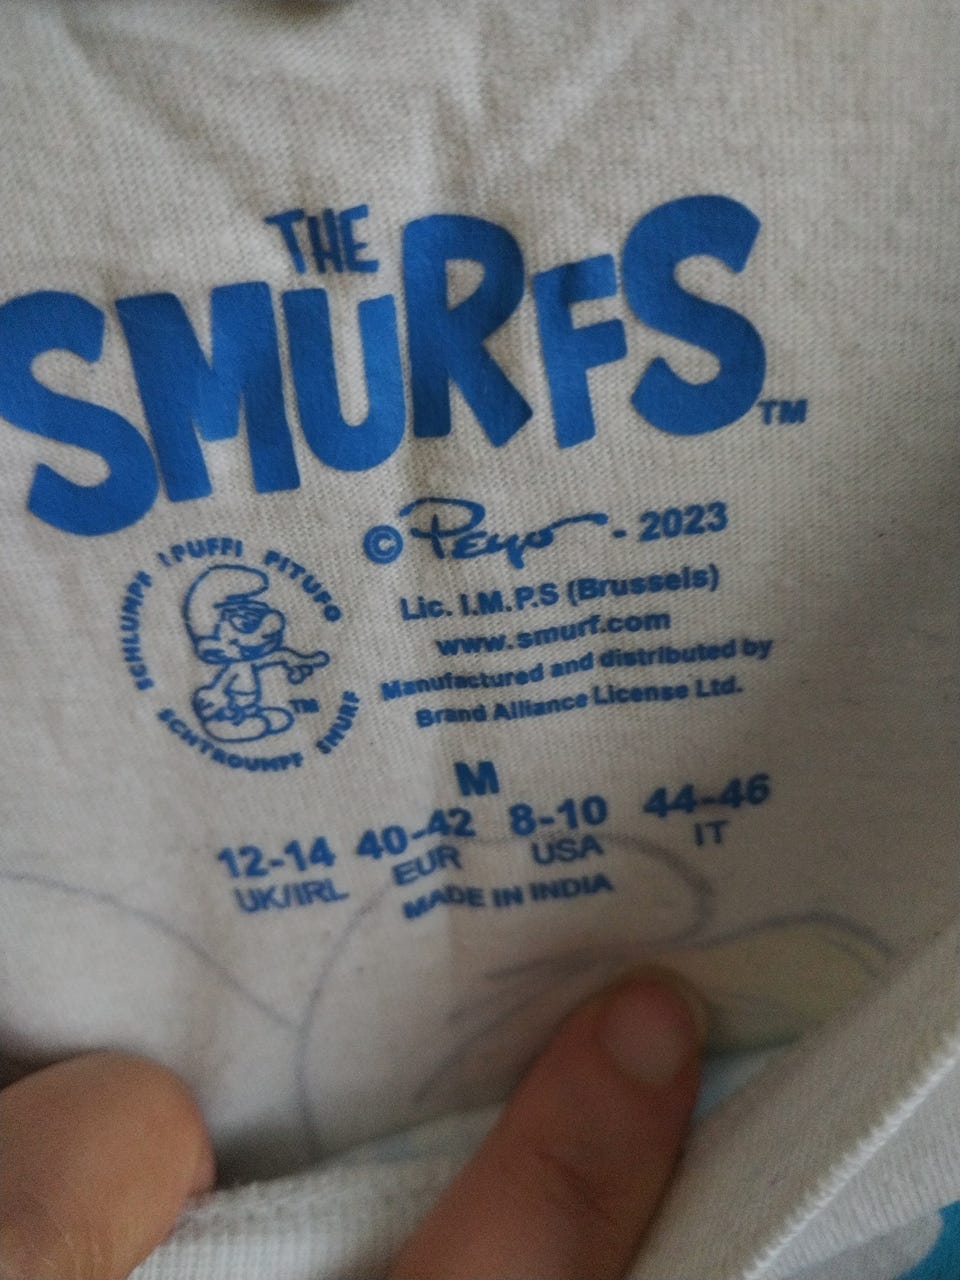 THE
SMURFS
TM
© Peyo - 2023
SCHLUMPF I PUFFI PITUFO SMURF SCHTROUMPF
TM
Lic. I.M.P.S (Brussels)
www.smurf.com
Manufactured and distributed by
Brand Alliance License Ltd.
M
12-14 40-42 8-10 44-46
UK/IRL EUR USA IT
MADE IN INDIA